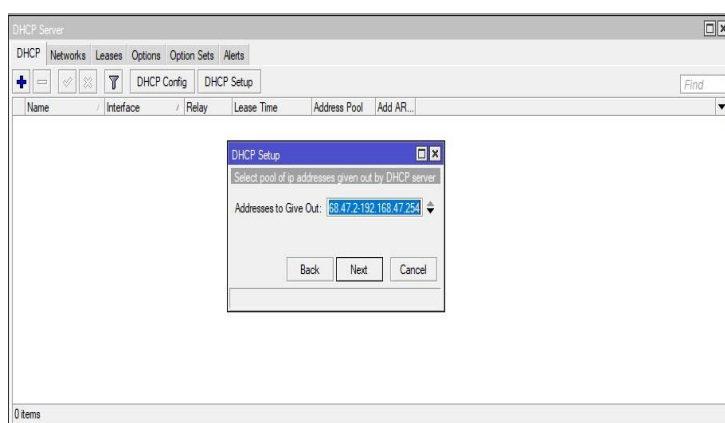 DHCP Server
DHCP Networks Leases Options Option Sets Alerts
DHCP Config DHCP Setup Find
Name Interface Relay Lease Time Address Pool Add AR...
DHCP Setup
Select pool of ip addresses given out by DHCP server
Addresses to Give Out: 68.47.2-192.168.47.254
Back Next Cancel
0 items